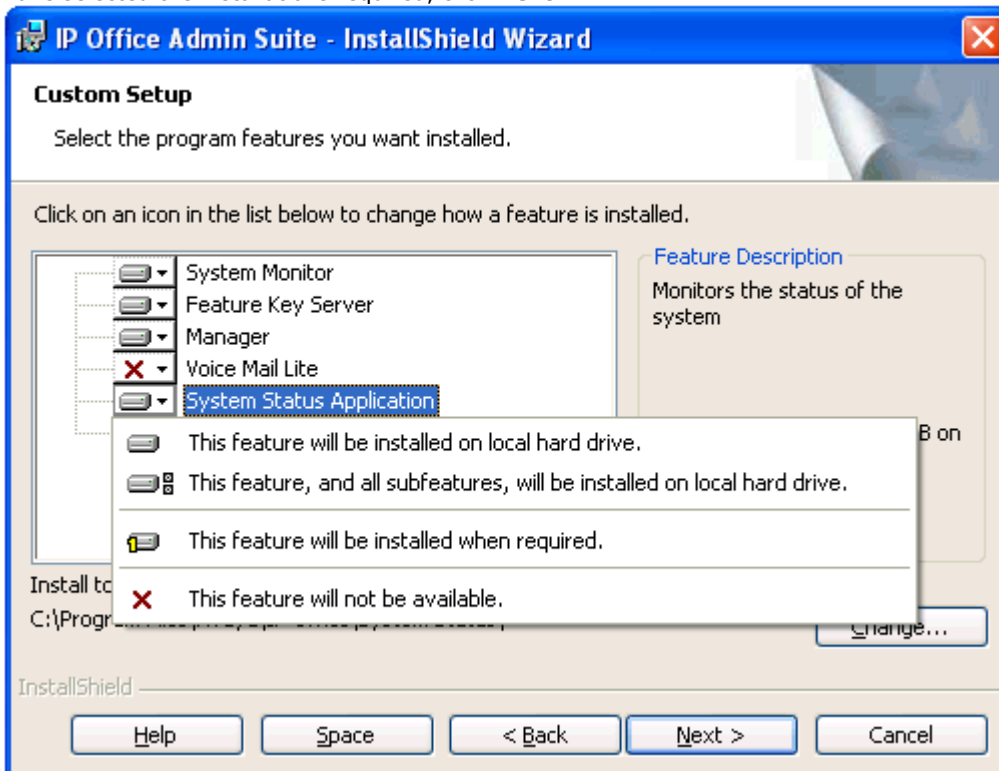 IP Office Admin Suite - InstallShield Wizard
Custom Setup
Select the program features you want installed.
Click on an icon in the list below to change how a feature is installed.
System Monitor
Feature Key Server
Manager
Voice Mail Lite
System Status Application
Feature Description
Monitors the status of the
system
B on
This feature will be installed on local hard drive.
This feature, and all subfeatures, will be installed on local hard drive.
This feature will be installed when required.
This feature will not be available.
Install to
C:\Progr
Change...
InstallShield
Help
Space
< Back
Next >
Cancel